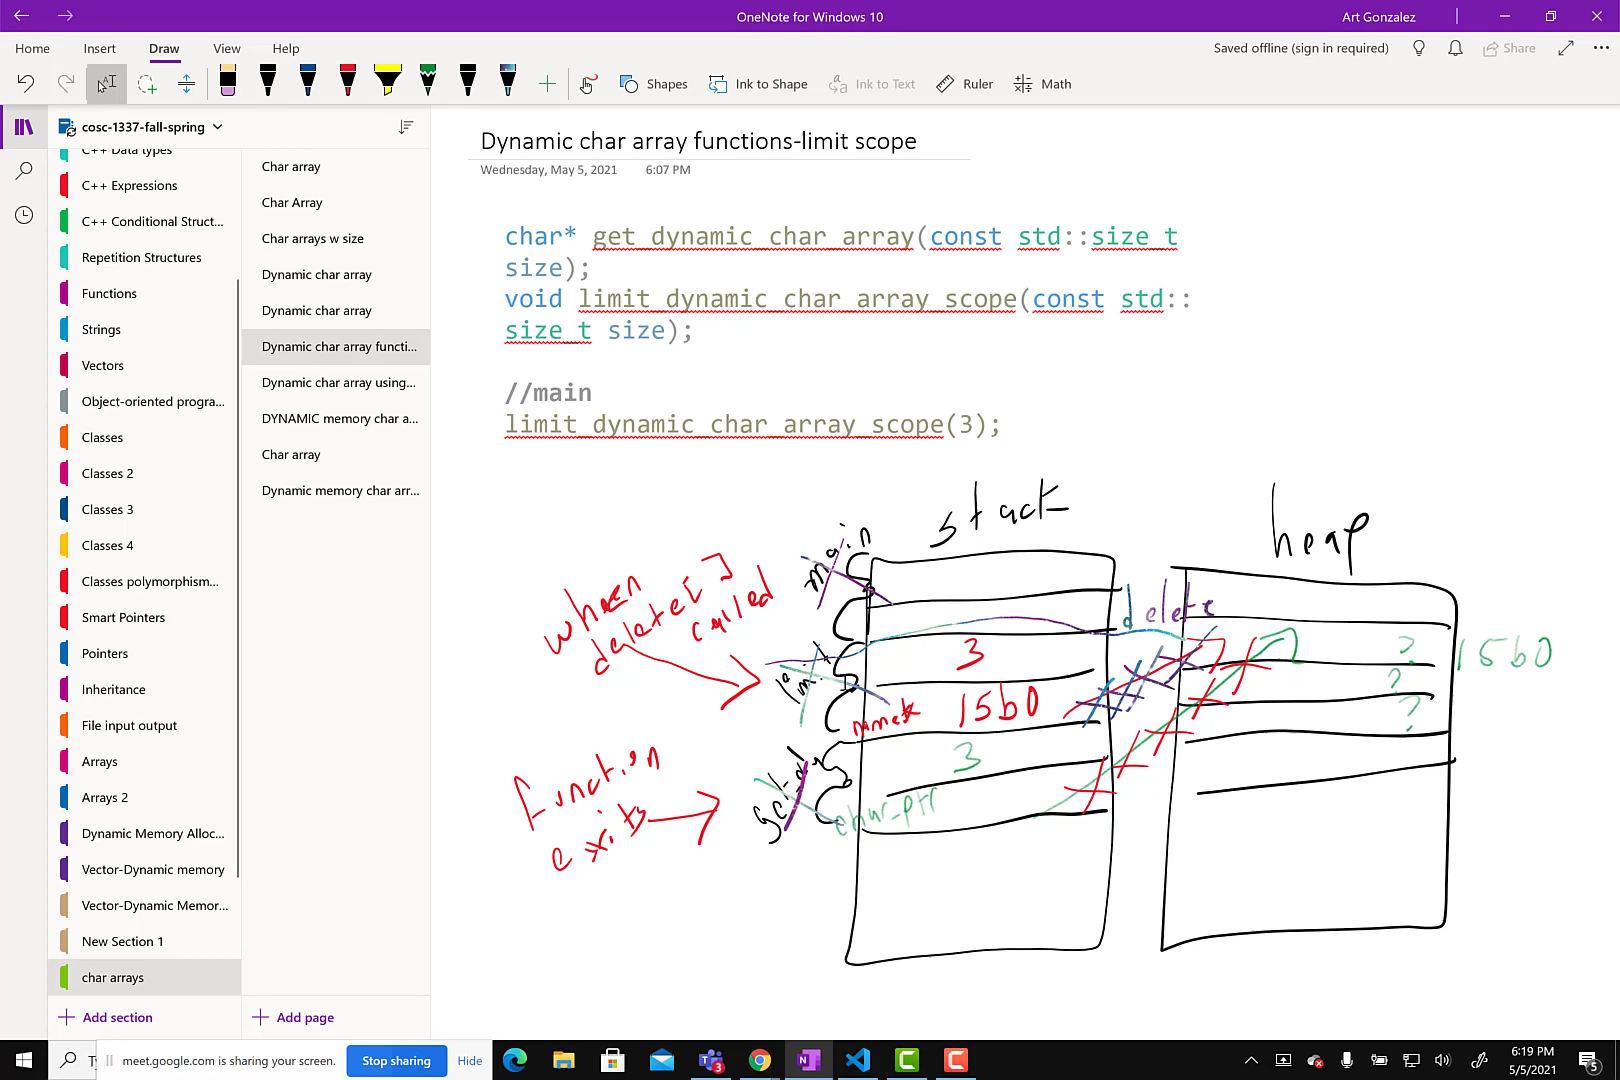 OneNote for Windows 10
Art Gonzalez
Home Insert Draw View Help
Saved offline (sign in required)
Share
Shapes
Ink to Shape
Ink to Text
Ruler
Math
cosc-1337-fall-spring
C++ Data types
C++ Expressions
C++ Conditional Struct...
Repetition Structures
Functions
Strings
Vectors
Object-oriented progra...
Classes
Classes 2
Classes 3
Classes 4
Classes polymorphism...
Smart Pointers
Pointers
Inheritance
File input output
Arrays
Arrays 2
Dynamic Memory Alloc...
Vector-Dynamic memory
Vector-Dynamic Memor...
New Section 1
char arrays
Add section
Char array
Char Array
Char arrays w size
Dynamic char array
Dynamic char array
Dynamic char array functi...
Dynamic char array using...
DYNAMIC memory char a...
Char array
Dynamic memory char arr...
Add page
Dynamic char array functions-limit scope
Wednesday, May 5, 2021 6:07 PM
char* get_dynamic_char_array(const std::size_t
size);
void limit_dynamic_char_array_scope(const std::
size_t size);
//main
limit_dynamic_char_array_scope(3);
stack
heap
main
when
delete[]
called
delete
3
?
1560
limit
1560
?
?
3
function
exits
char_ptr
meet.google.com is sharing your screen.
Stop sharing
Hide
3
6:19 PM
5/5/2021
5